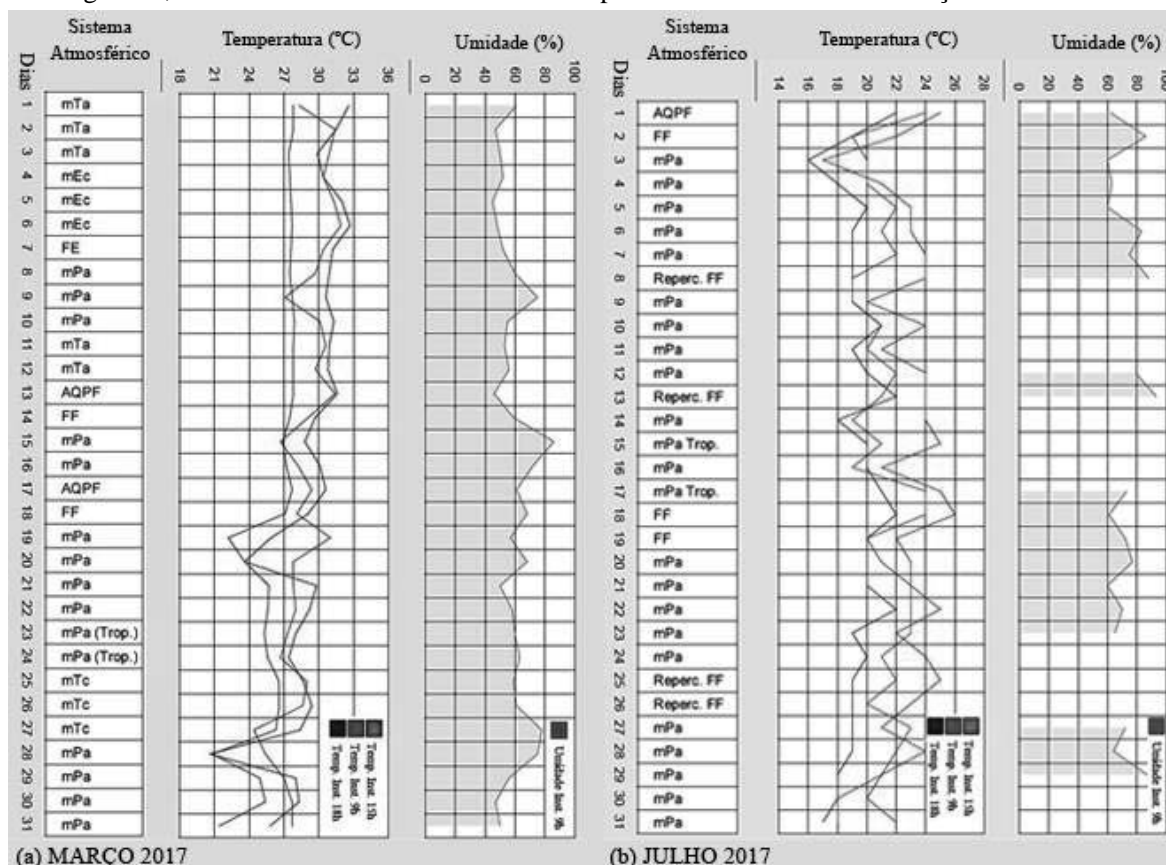 Sistema Atmosférico
Temperatura (°C)
Umidade (%)
Dias
18 21 24 27 30 33 36
0 20 40 60 80 100
1 mTa
2 mTa
3 mTa
4 mEc
5 mEc
6 mEc
7 FE
8 mPa
9 mPa
10 mPa
11 mTa
12 mTa
13 AQPF
14 FF
15 mPa
16 mPa
17 AQPF
18 FF
19 mPa
20 mPa
21 mPa
22 mPa
23 mPa (Trop.)
24 mPa (Trop.)
25 mTc
26 mTc
27 mTc
28 mPa
29 mPa
30 mPa
31 mPa
Temp. Inst. 15h
Temp. Inst. 9h
Temp. Inst. 18h
Umidade Inst. 9h
(a) MARÇO 2017
Sistema Atmosférico
Temperatura (°C)
Umidade (%)
Dias
14 16 18 20 22 24 26 28
0 20 40 60 80 100
1 AQPF
2 FF
3 mPa
4 mPa
5 mPa
6 mPa
7 mPa
8 Reperc. FF
9 mPa
10 mPa
11 mPa
12 mPa
13 Reperc. FF
14 mPa
15 mPa Trop.
16 mPa
17 mPa Trop.
18 FF
19 FF
20 mPa
21 mPa
22 mPa
23 mPa
24 mPa
25 Reperc. FF
26 Reperc. FF
27 mPa
28 mPa
29 mPa
30 mPa
31 mPa
Temp. Inst. 15h
Temp. Inst. 9h
Temp. Inst. 18h
Umidade Inst. 9h
(b) JULHO 2017